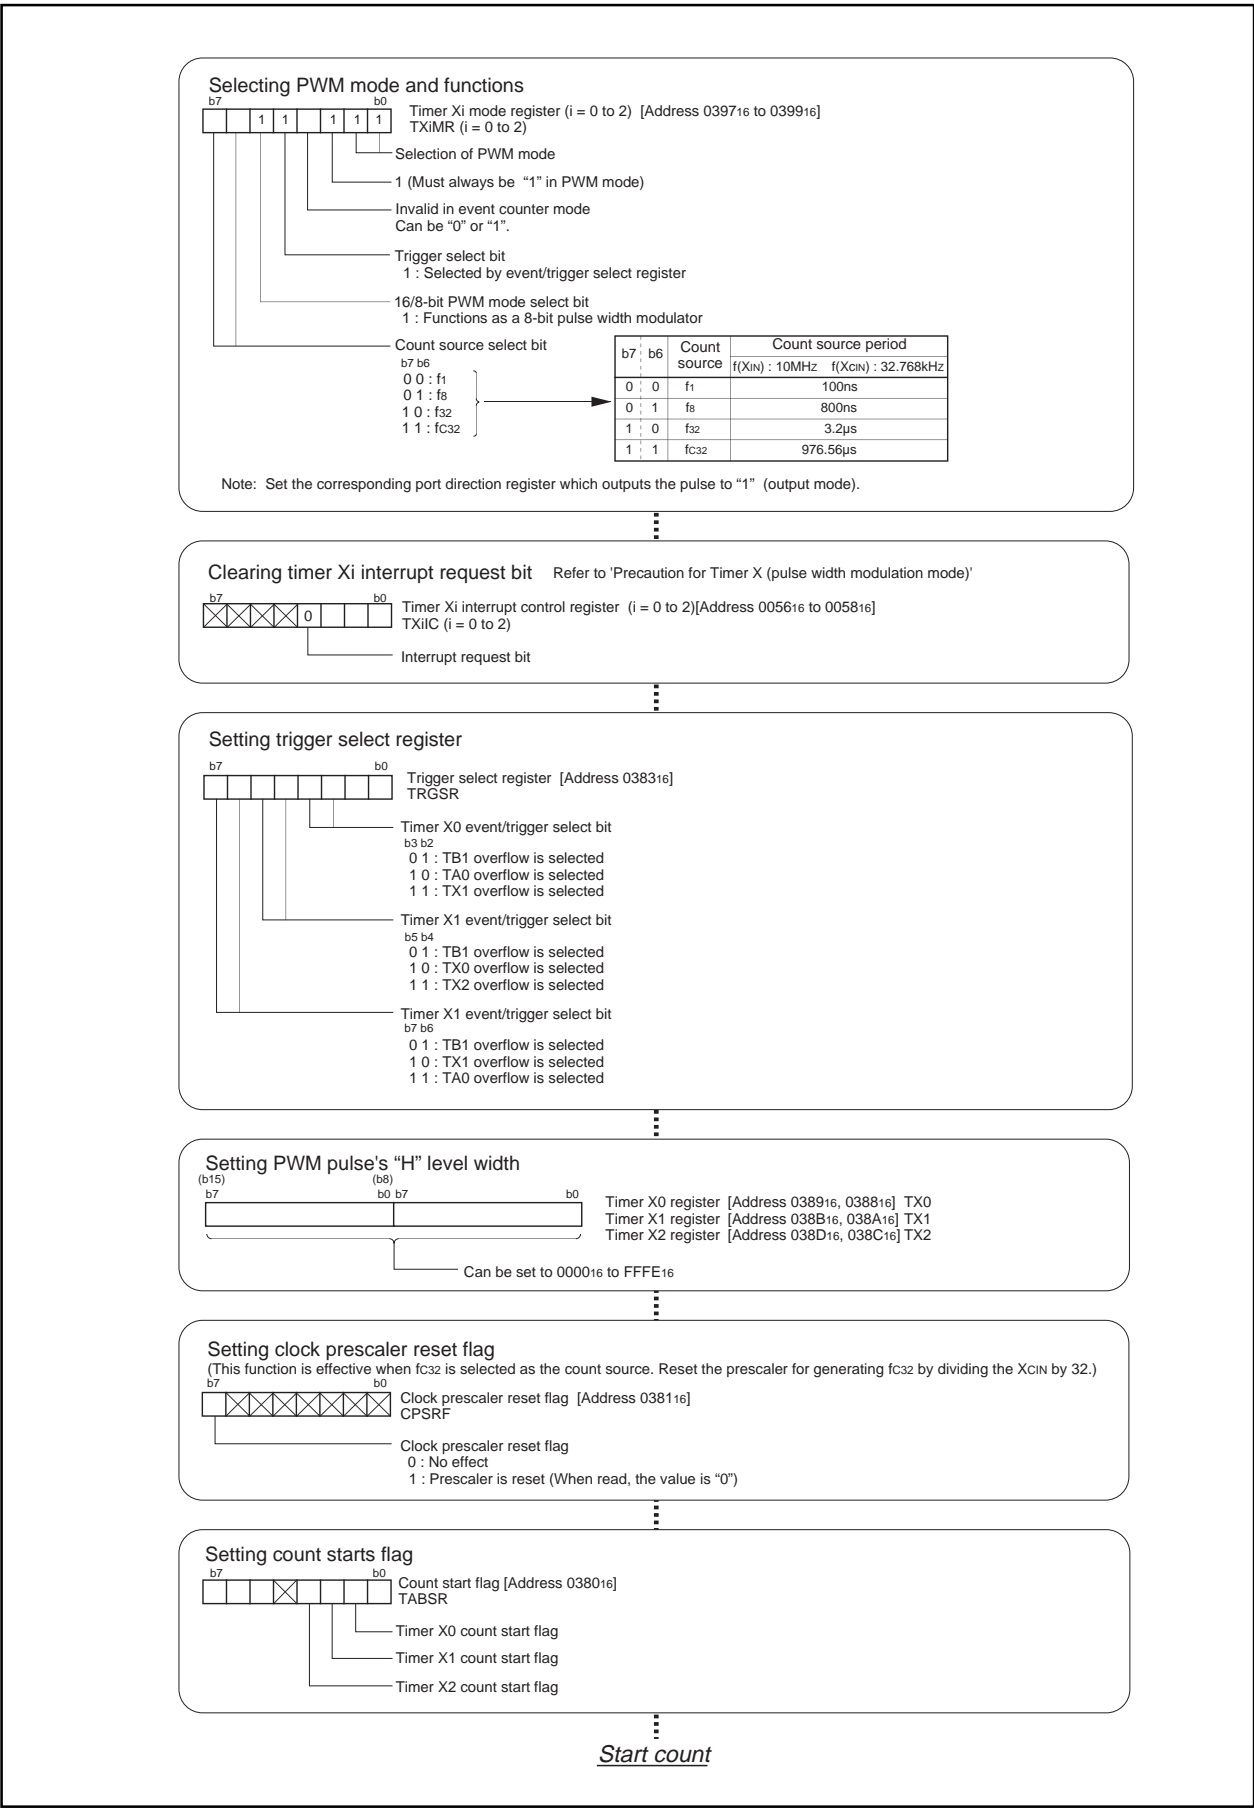 Selecting PWM mode and functions
b7 b0
1 1 1 1 1
Timer Xi mode register (i = 0 to 2) [Address 039716 to 039916]
TXiMR (i = 0 to 2)
Selection of PWM mode
1 (Must always be “1” in PWM mode)
Invalid in event counter mode
Can be “0” or “1”.
Trigger select bit
1 : Selected by event/trigger select register
16/8-bit PWM mode select bit
1 : Functions as a 8-bit pulse width modulator
Count source select bit
b7 b6
0 0 : f1
0 1 : f8
1 0 : f32
1 1 : fC32
b7 b6 Count source Count source period
f(XIN) : 10MHz f(XCIN) : 32.768kHz
0 0 f1 100ns
0 1 f8 800ns
1 0 f32 3.2µs
1 1 fC32 976.56µs
Note: Set the corresponding port direction register which outputs the pulse to “1” (output mode).
Clearing timer Xi interrupt request bit Refer to 'Precaution for Timer X (pulse width modulation mode)'
b7 b0
0
Timer Xi interrupt control register (i = 0 to 2)[Address 005616 to 005816]
TXiIC (i = 0 to 2)
Interrupt request bit
Setting trigger select register
b7 b0
Trigger select register [Address 038316]
TRGSR
Timer X0 event/trigger select bit
b3 b2
0 1 : TB1 overflow is selected
1 0 : TA0 overflow is selected
1 1 : TX1 overflow is selected
Timer X1 event/trigger select bit
b5 b4
0 1 : TB1 overflow is selected
1 0 : TX0 overflow is selected
1 1 : TX2 overflow is selected
Timer X1 event/trigger select bit
b7 b6
0 1 : TB1 overflow is selected
1 0 : TX1 overflow is selected
1 1 : TA0 overflow is selected
Setting PWM pulse's “H” level width
(b15) (b8)
b7 b0 b7 b0
Timer X0 register [Address 038916, 038816] TX0
Timer X1 register [Address 038B16, 038A16] TX1
Timer X2 register [Address 038D16, 038C16] TX2
Can be set to 000016 to FFFE16
Setting clock prescaler reset flag
(This function is effective when fC32 is selected as the count source. Reset the prescaler for generating fC32 by dividing the XCIN by 32.)
b7 b0
Clock prescaler reset flag [Address 038116]
CPSRF
Clock prescaler reset flag
0 : No effect
1 : Prescaler is reset (When read, the value is “0”)
Setting count starts flag
b7 b0
Count start flag [Address 038016]
TABSR
Timer X0 count start flag
Timer X1 count start flag
Timer X2 count start flag
Start count